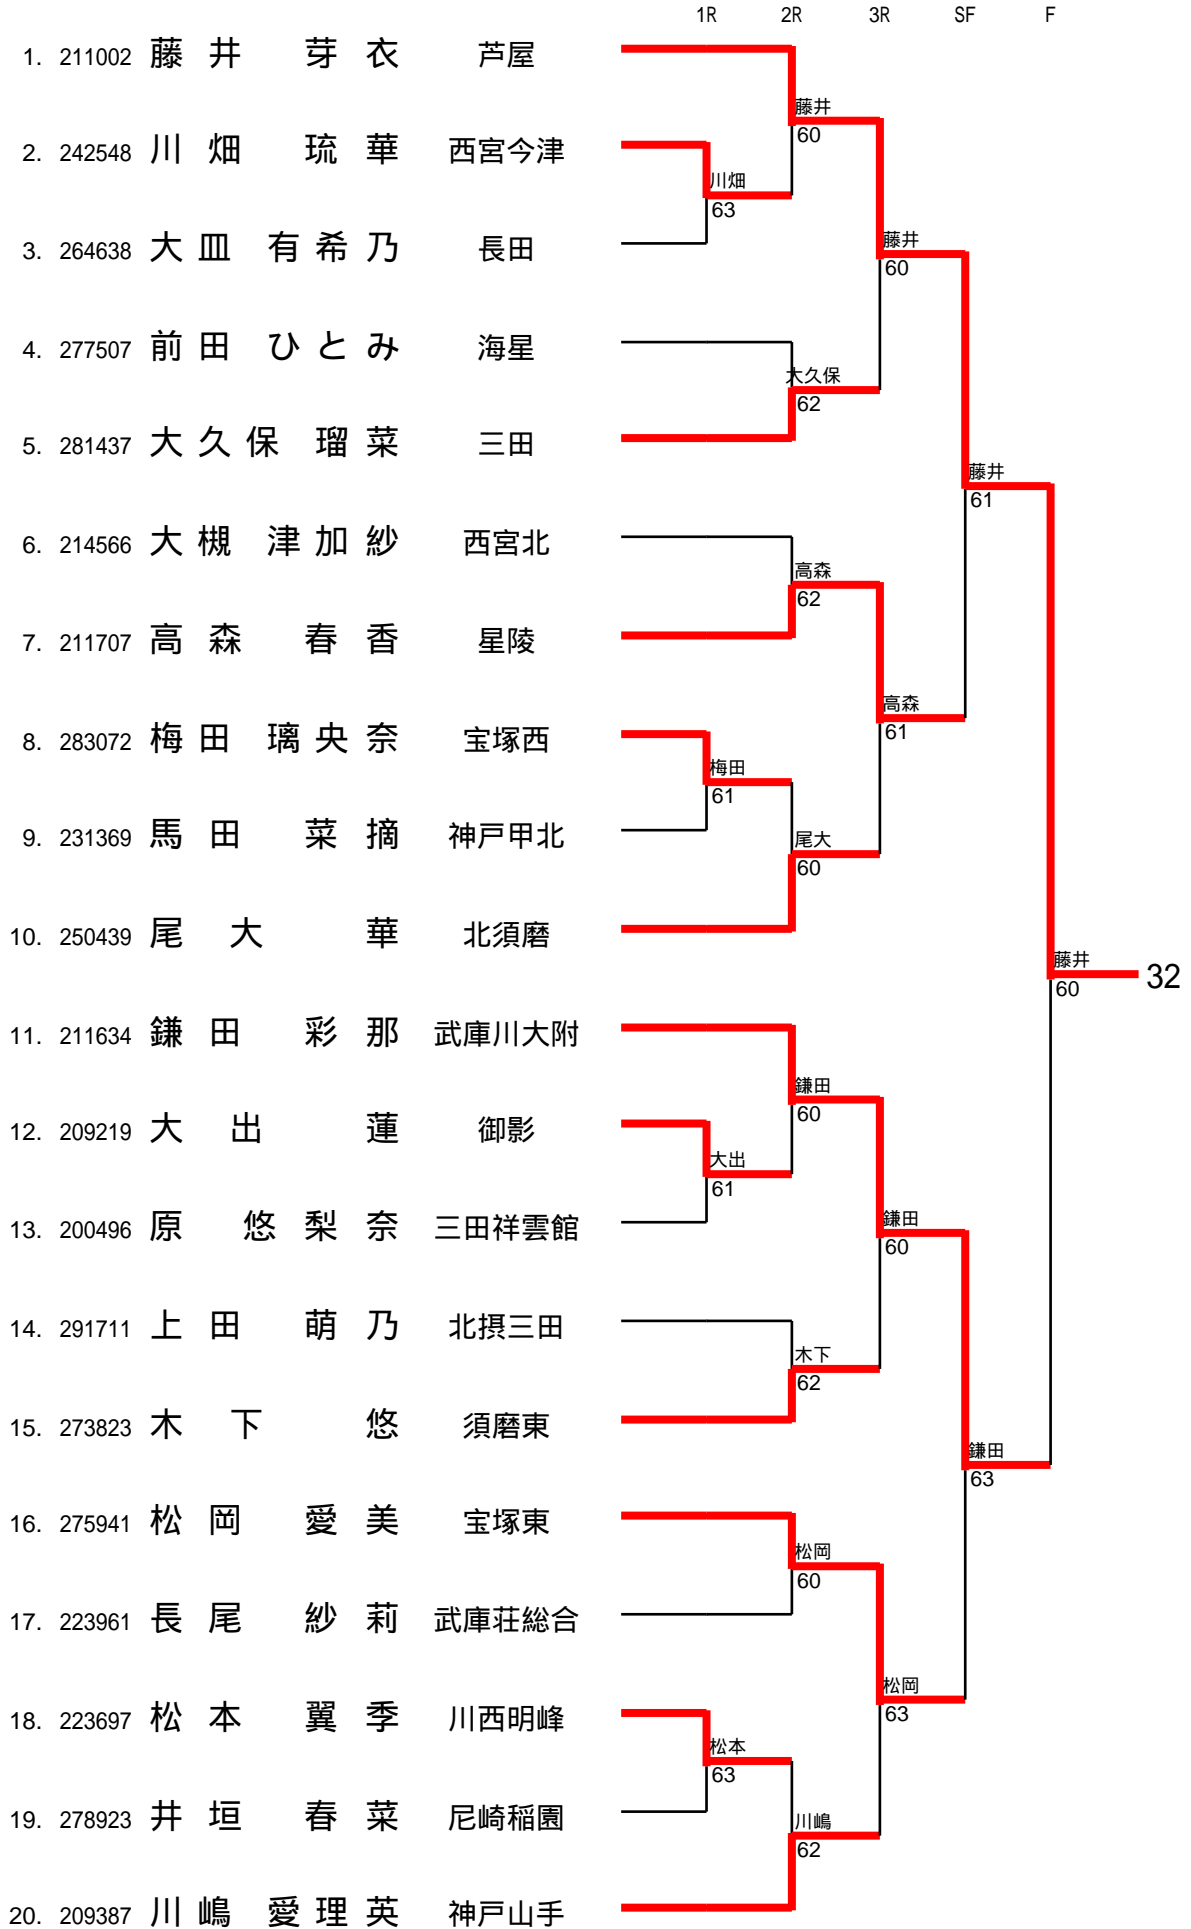 1R 2R 3R SF F
1. 211002 藤井 芽衣 芦屋
藤井
60
2. 242548 川畑 琉華 西宮今津
川畑
63
3. 264638 大皿 有希乃 長田
藤井
60
4. 277507 前田 ひとみ 海星
大久保
62
5. 281437 大久保 瑠菜 三田
藤井
61
6. 214566 大槻 津加紗 西宮北
高森
62
7. 211707 高森 春香 星陵
高森
61
8. 283072 梅田 璃央奈 宝塚西
梅田
61
9. 231369 馬田 菜摘 神戸甲北
尾大
60
10. 250439 尾大 華 北須磨
藤井
60 32
11. 211634 鎌田 彩那 武庫川大附
鎌田
60
12. 209219 大出 蓮 御影
大出
61
13. 200496 原 悠梨奈 三田祥雲館
鎌田
60
14. 291711 上田 萌乃 北摂三田
木下
62
15. 273823 木下 悠 須磨東
鎌田
63
16. 275941 松岡 愛美 宝塚東
松岡
60
17. 223961 長尾 紗莉 武庫荘総合
松岡
63
18. 223697 松本 翼季 川西明峰
松本
63
19. 278923 井垣 春菜 尼崎稲園
川嶋
62
20. 209387 川嶋 愛理英 神戸山手